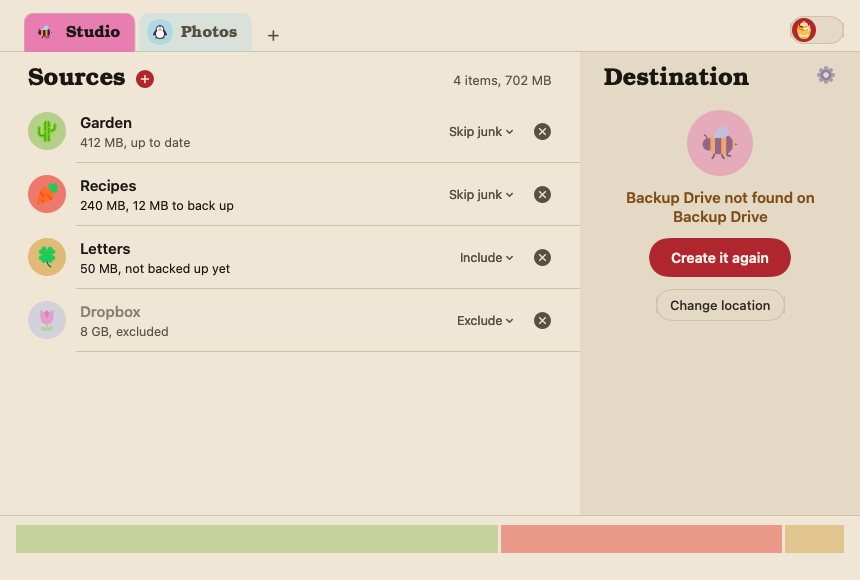 Studio
Photos
+
Sources
4 items, 702 MB
Garden
412 MB, up to date
Skip junk
Recipes
240 MB, 12 MB to back up
Skip junk
Letters
50 MB, not backed up yet
Include
Dropbox
8 GB, excluded
Exclude
Destination
Backup Drive not found on
Backup Drive
Create it again
Change location